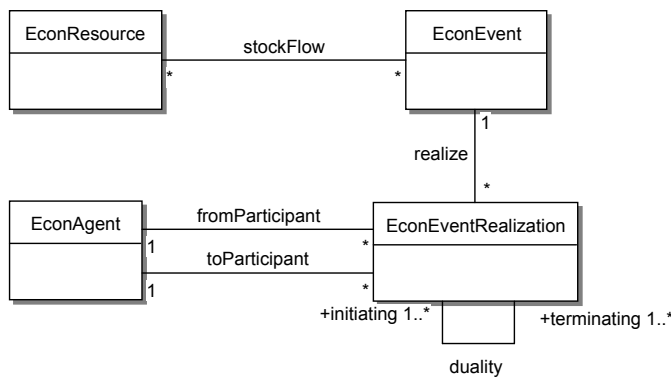 EconResource
stockFlow
EconEvent
*
*
1
realize
*
EconAgent
fromParticipant
EconEventRealization
1
*
toParticipant
1
*
+initiating 1..*
+terminating 1..*
duality